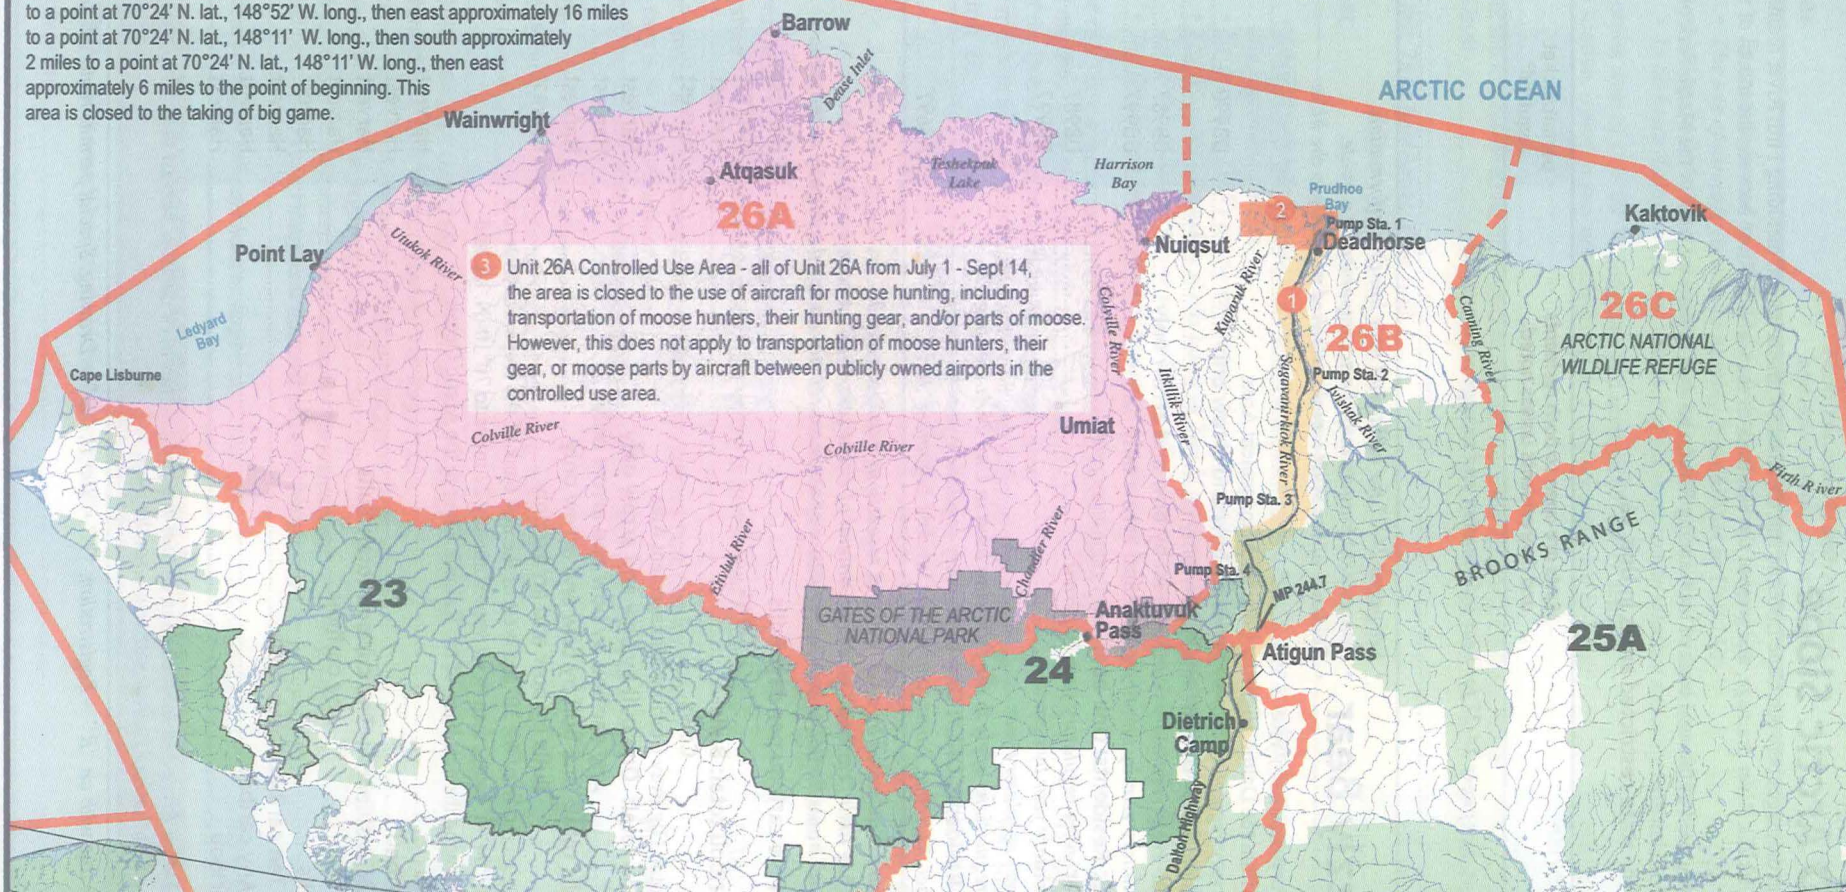 to a point at 70°24' N. lat., 148°52' W. long., then east approximately 16 miles
to a point at 70°24' N. lat., 148°11' W. long., then south approximately
2 miles to a point at 70°24' N. lat., 148°11' W. long., then east
approximately 6 miles to the point of beginning. This
area is closed to the taking of big game.
Barrow
Dease Inlet
ARCTIC OCEAN
Wainwright
Atqasuk
26A
Teshekpuk
Lake
Harrison
Bay
Prudhoe
Bay
2
Pump Sta. 1
Deadhorse
Kaktovik
Nuiqsut
Point Lay
Utukok River
3 Unit 26A Controlled Use Area - all of Unit 26A from July 1 - Sept 14,
the area is closed to the use of aircraft for moose hunting, including
transportation of moose hunters, their hunting gear, and/or parts of moose.
However, this does not apply to transportation of moose hunters, their
gear, or moose parts by aircraft between publicly owned airports in the
controlled use area.
Colville River
Kuparuk River
1
26B
Canning River
26C
ARCTIC NATIONAL
WILDLIFE REFUGE
Ledyard
Bay
Cape Lisburne
Pump Sta. 2
Itkillik River
Sagavanirktok River
Ivishak River
Colville River
Colville River
Umiat
Firth River
Pump Sta. 3
Etivluk River
Chandler River
BROOKS RANGE
Pump Sta. 4
MP 244.7
23
GATES OF THE ARCTIC
NATIONAL PARK
Anaktuvuk
Pass
24
Atigun Pass
25A
Dietrich
Camp
Dalton Highway